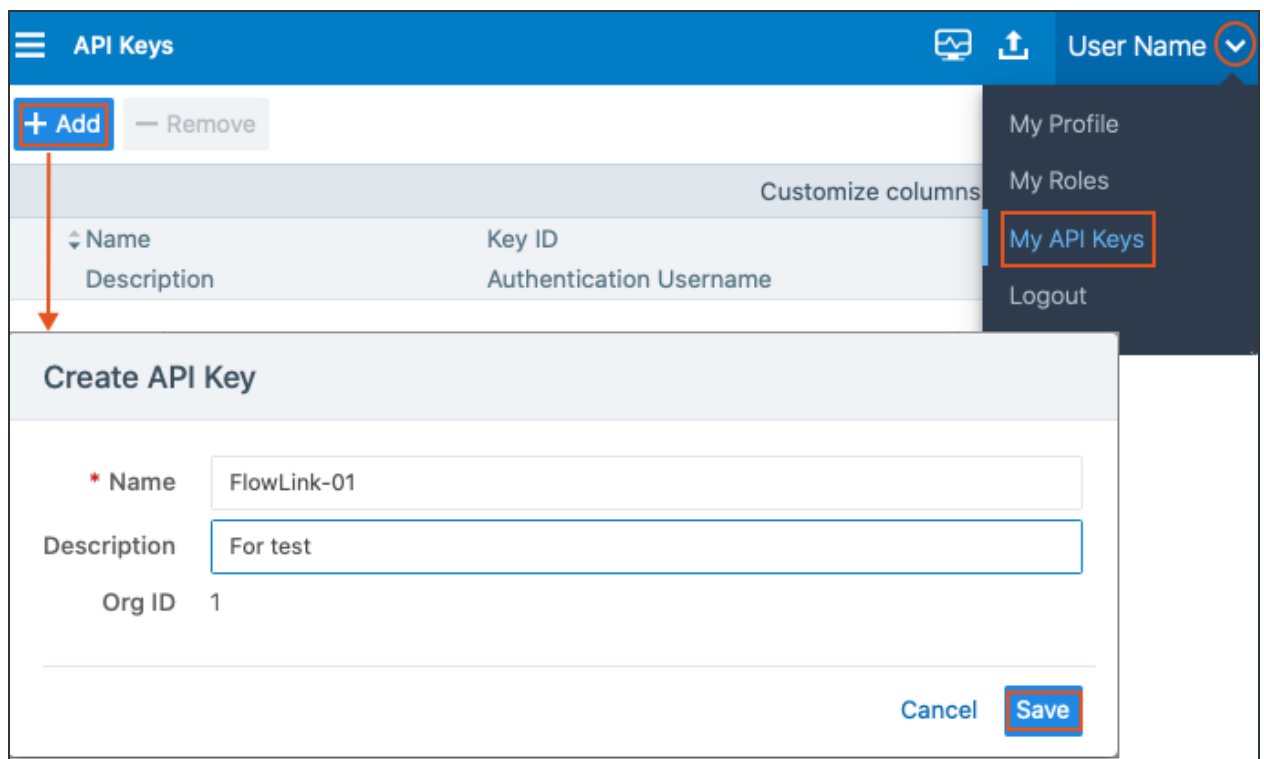 API Keys
User Name
+ Add
— Remove
My Profile
My Roles
My API Keys
Logout
Customize columns
Name
Key ID
Description
Authentication Username
Create API Key
* Name
FlowLink-01
Description
For test
Org ID
1
Cancel
Save